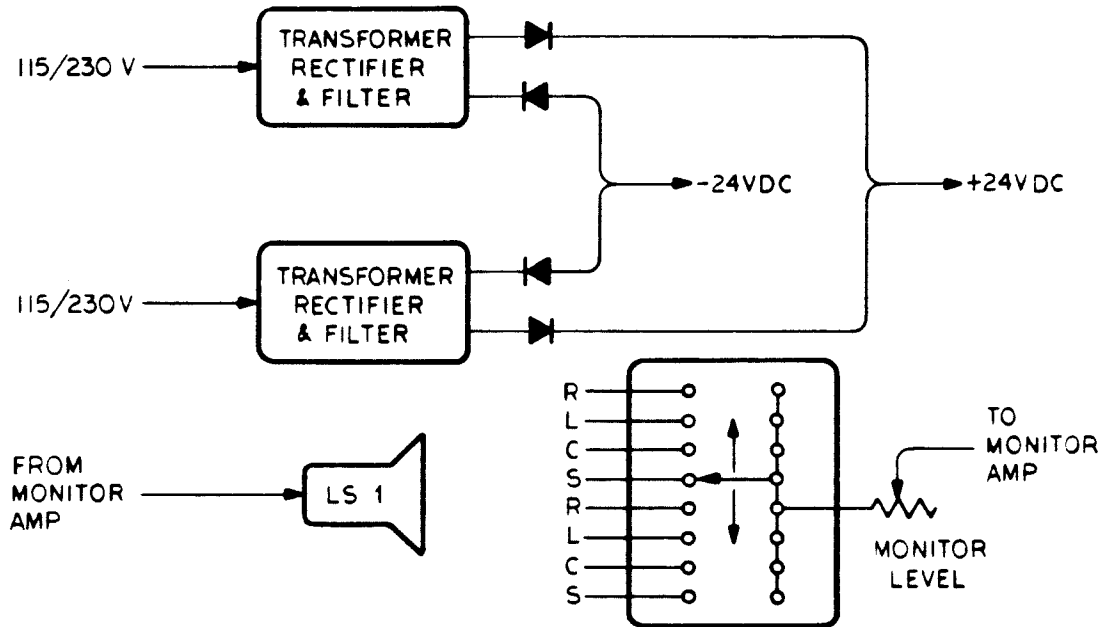 115/230 V
TRANSFORMER
RECTIFIER
& FILTER
-24VDC
+24VDC
115/230V
TRANSFORMER
RECTIFIER
& FILTER
FROM
MONITOR
AMP
LS 1
R
L
C
S
R
L
C
S
TO
MONITOR
AMP
MONITOR
LEVEL